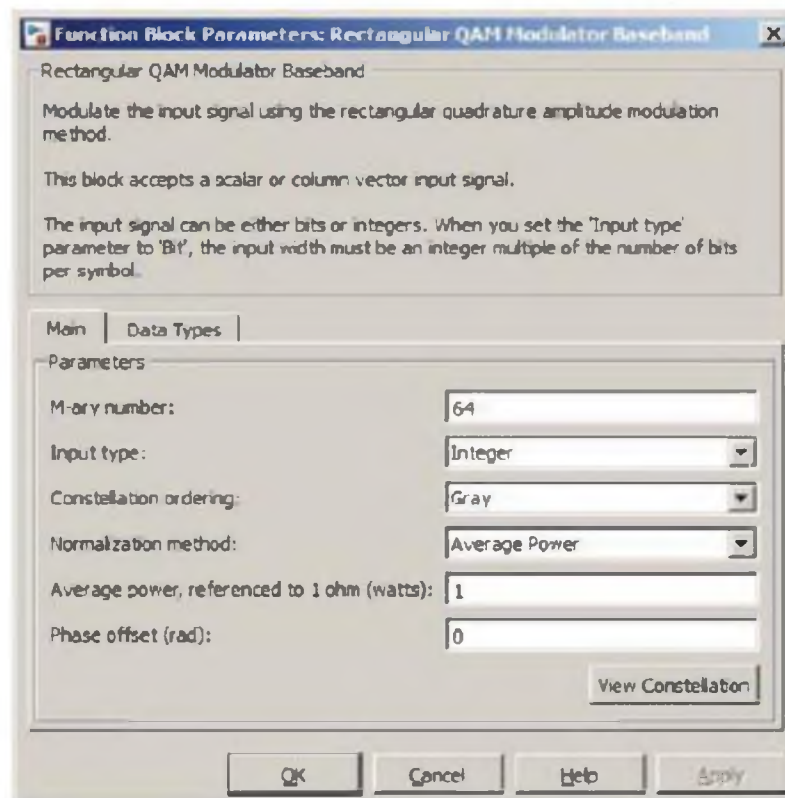 Function Block Parameters: Rectangular QAM Modulator Baseband
Rectangular QAM Modulator Baseband
Modulate the input signal using the rectangular quadrature amplitude modulation
method.
This block accepts a scalar or column vector input signal.
The input signal can be either bits or integers. When you set the 'Input type'
parameter to 'Bit', the input width must be an integer multiple of the number of bits
per symbol.
Main Data Types
Parameters
M-ary number: 64
Input type: Integer
Constellation ordering: Gray
Normalization method: Average Power
Average power, referenced to 1 ohm (watts): 1
Phase offset (rad): 0
View Constellation
OK Cancel Help Apply